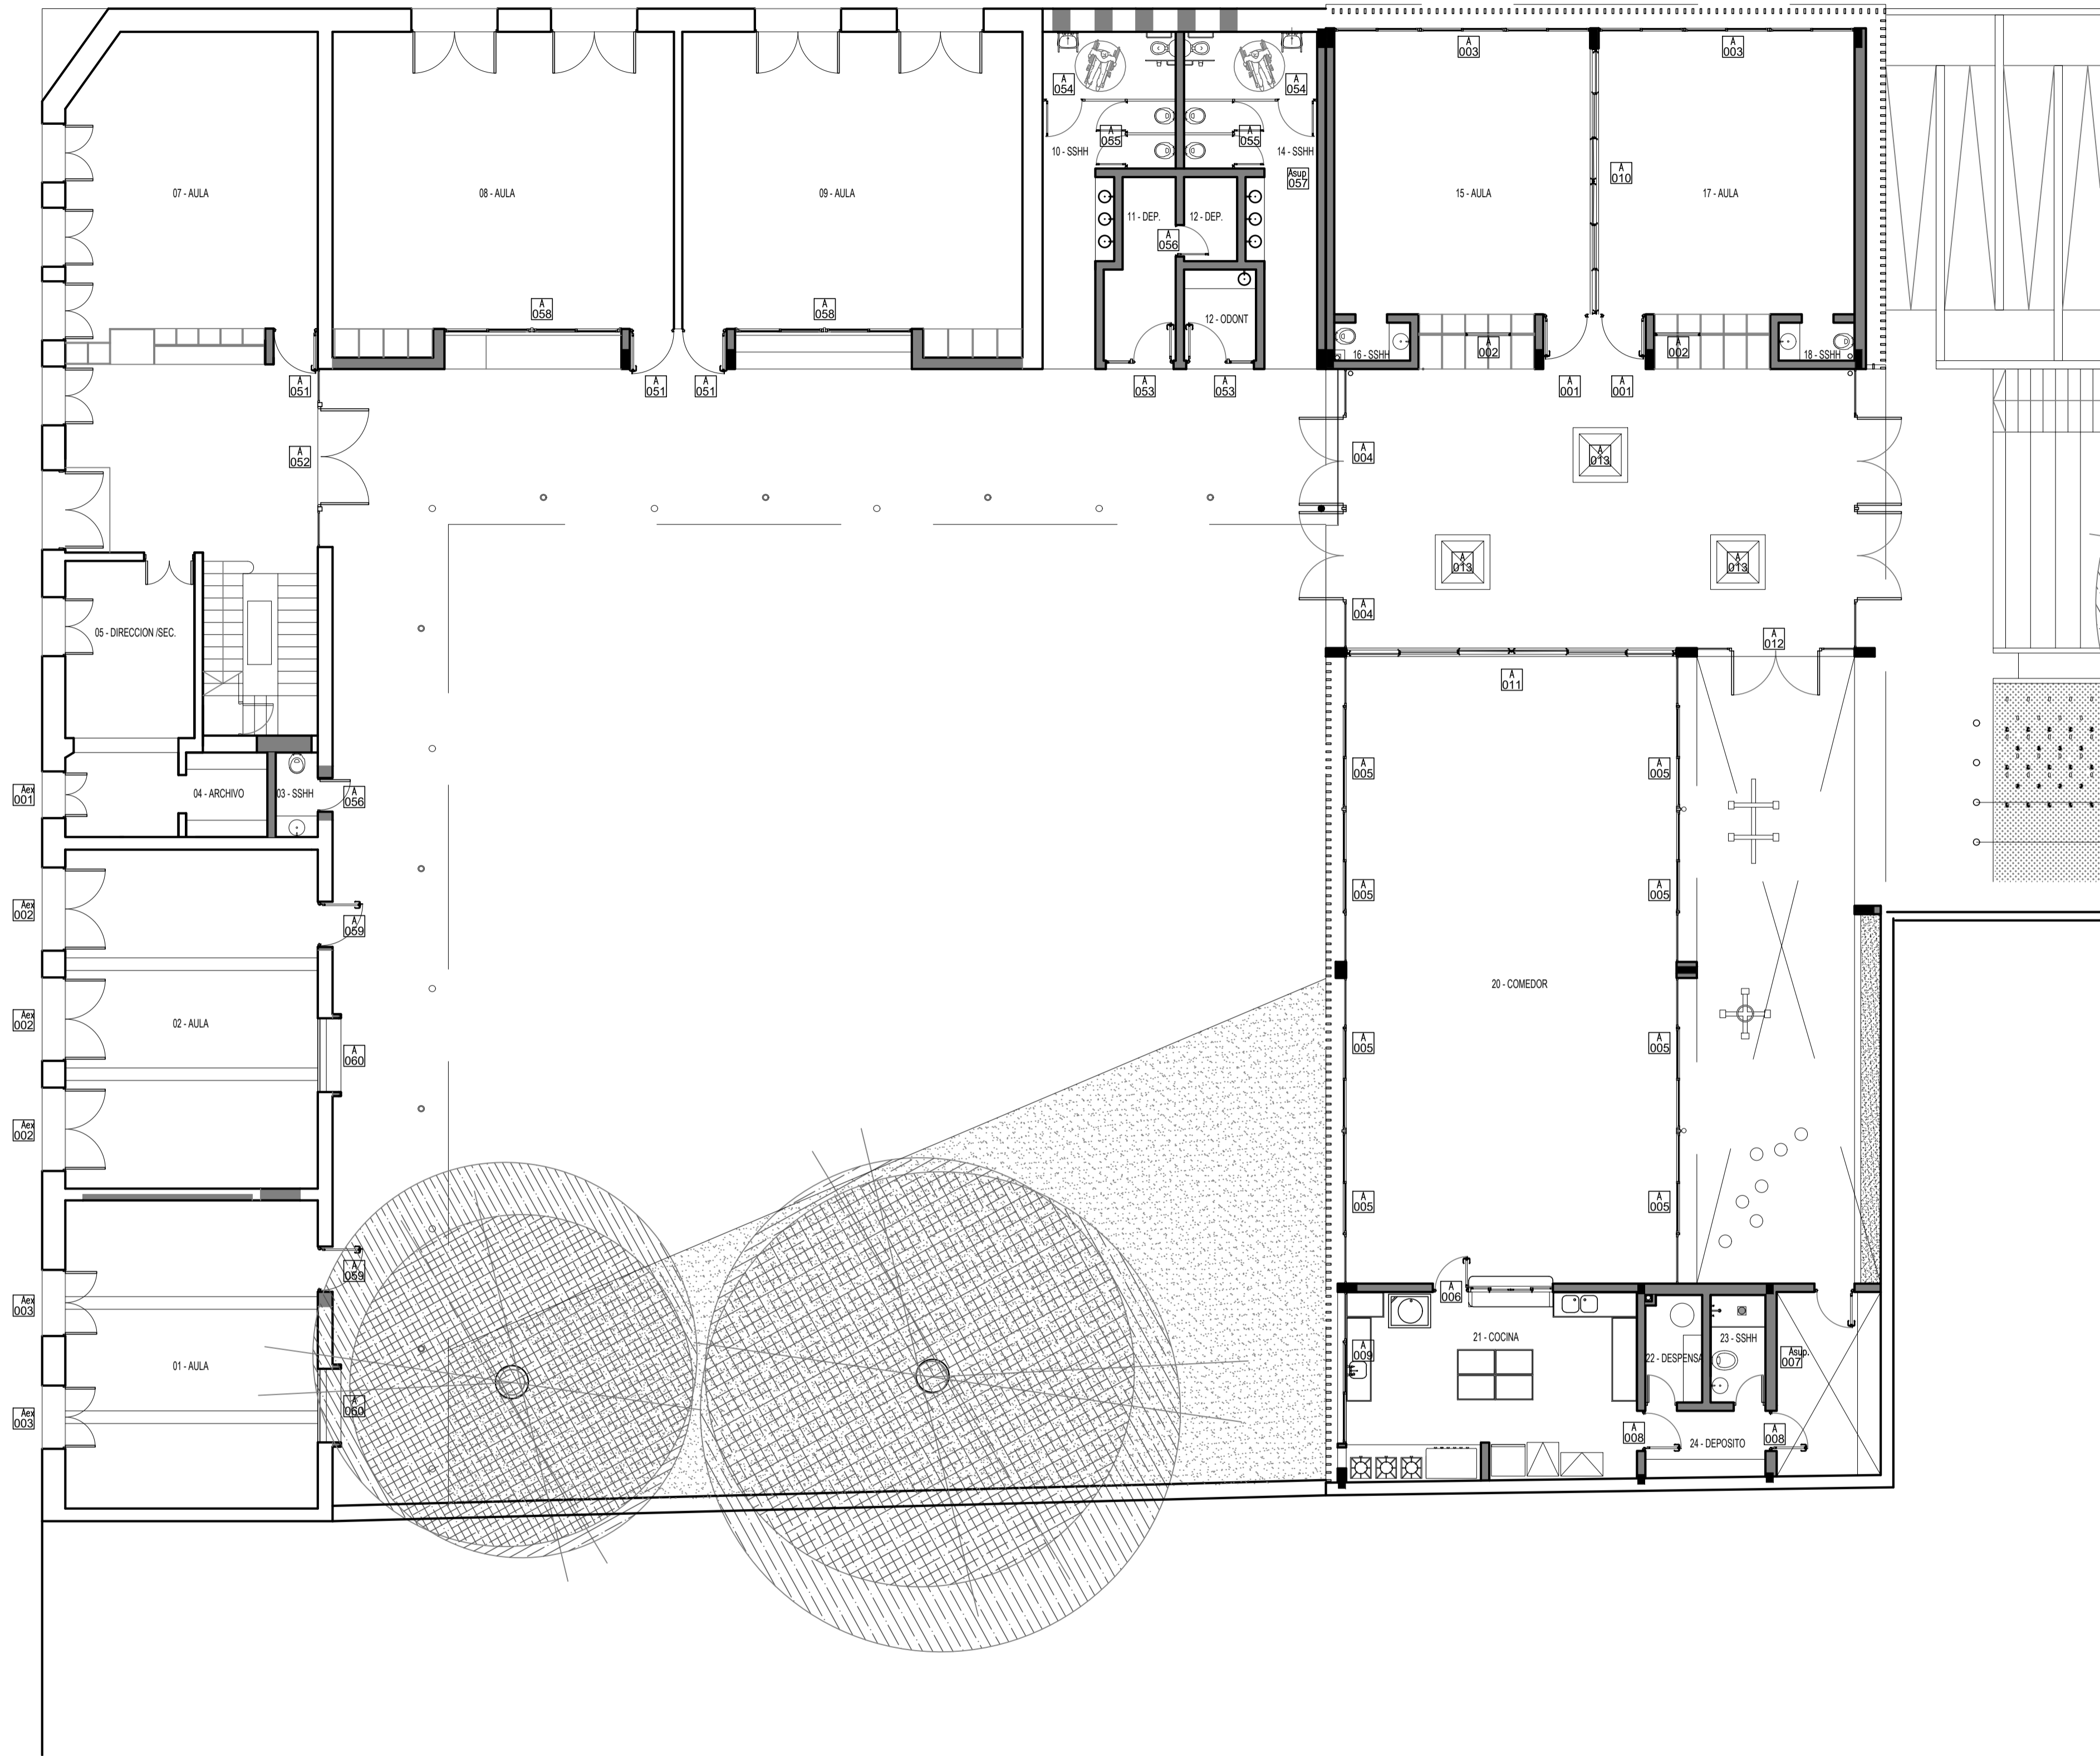 A
003
A
003
A
054
A
054
A
055
A
055
10 - SSHH
14 - SSHH
Asup
057
A
010
07 - AULA
08 - AULA
09 - AULA
15 - AULA
17 - AULA
11 - DEP.
12 - DEP.
A
056
A
058
A
058
12 - ODONT
16 - SSHH
A
002
A
002
18 - SSHH
A
051
A
051
A
051
A
053
A
053
A
001
A
001
A
052
A
004
A
013
A
013
A
013
A
004
05 - DIRECCION /SEC.
A
012
A
011
A
005
A
005
Aex
001
04 - ARCHIVO
03 - SSHH
A
056
A
005
A
005
Aex
002
A
059
20 - COMEDOR
Aex
002
02 - AULA
A
060
A
005
A
005
Aex
002
A
005
A
005
A
059
Aex
003
A
006
21 - COCINA
A
009
22 - DESPENSA
23 - SSHH
Asup.
007
01 - AULA
A
060
Aex
003
A
008
24 - DEPOSITO
A
008